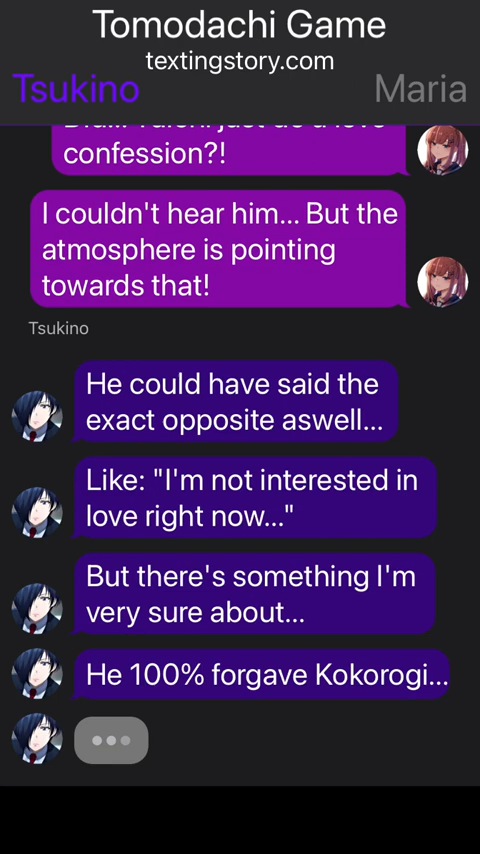 Tomodachi Game
textingstory.com
Tsukino
Maria
confession?!
I couldn't hear him... But the
atmosphere is pointing
towards that!
Tsukino
He could have said the
exact opposite aswell...
Like: "I'm not interested in
love right now..."
But there's something I'm
very sure about...
He 100% forgave Kokorogi...